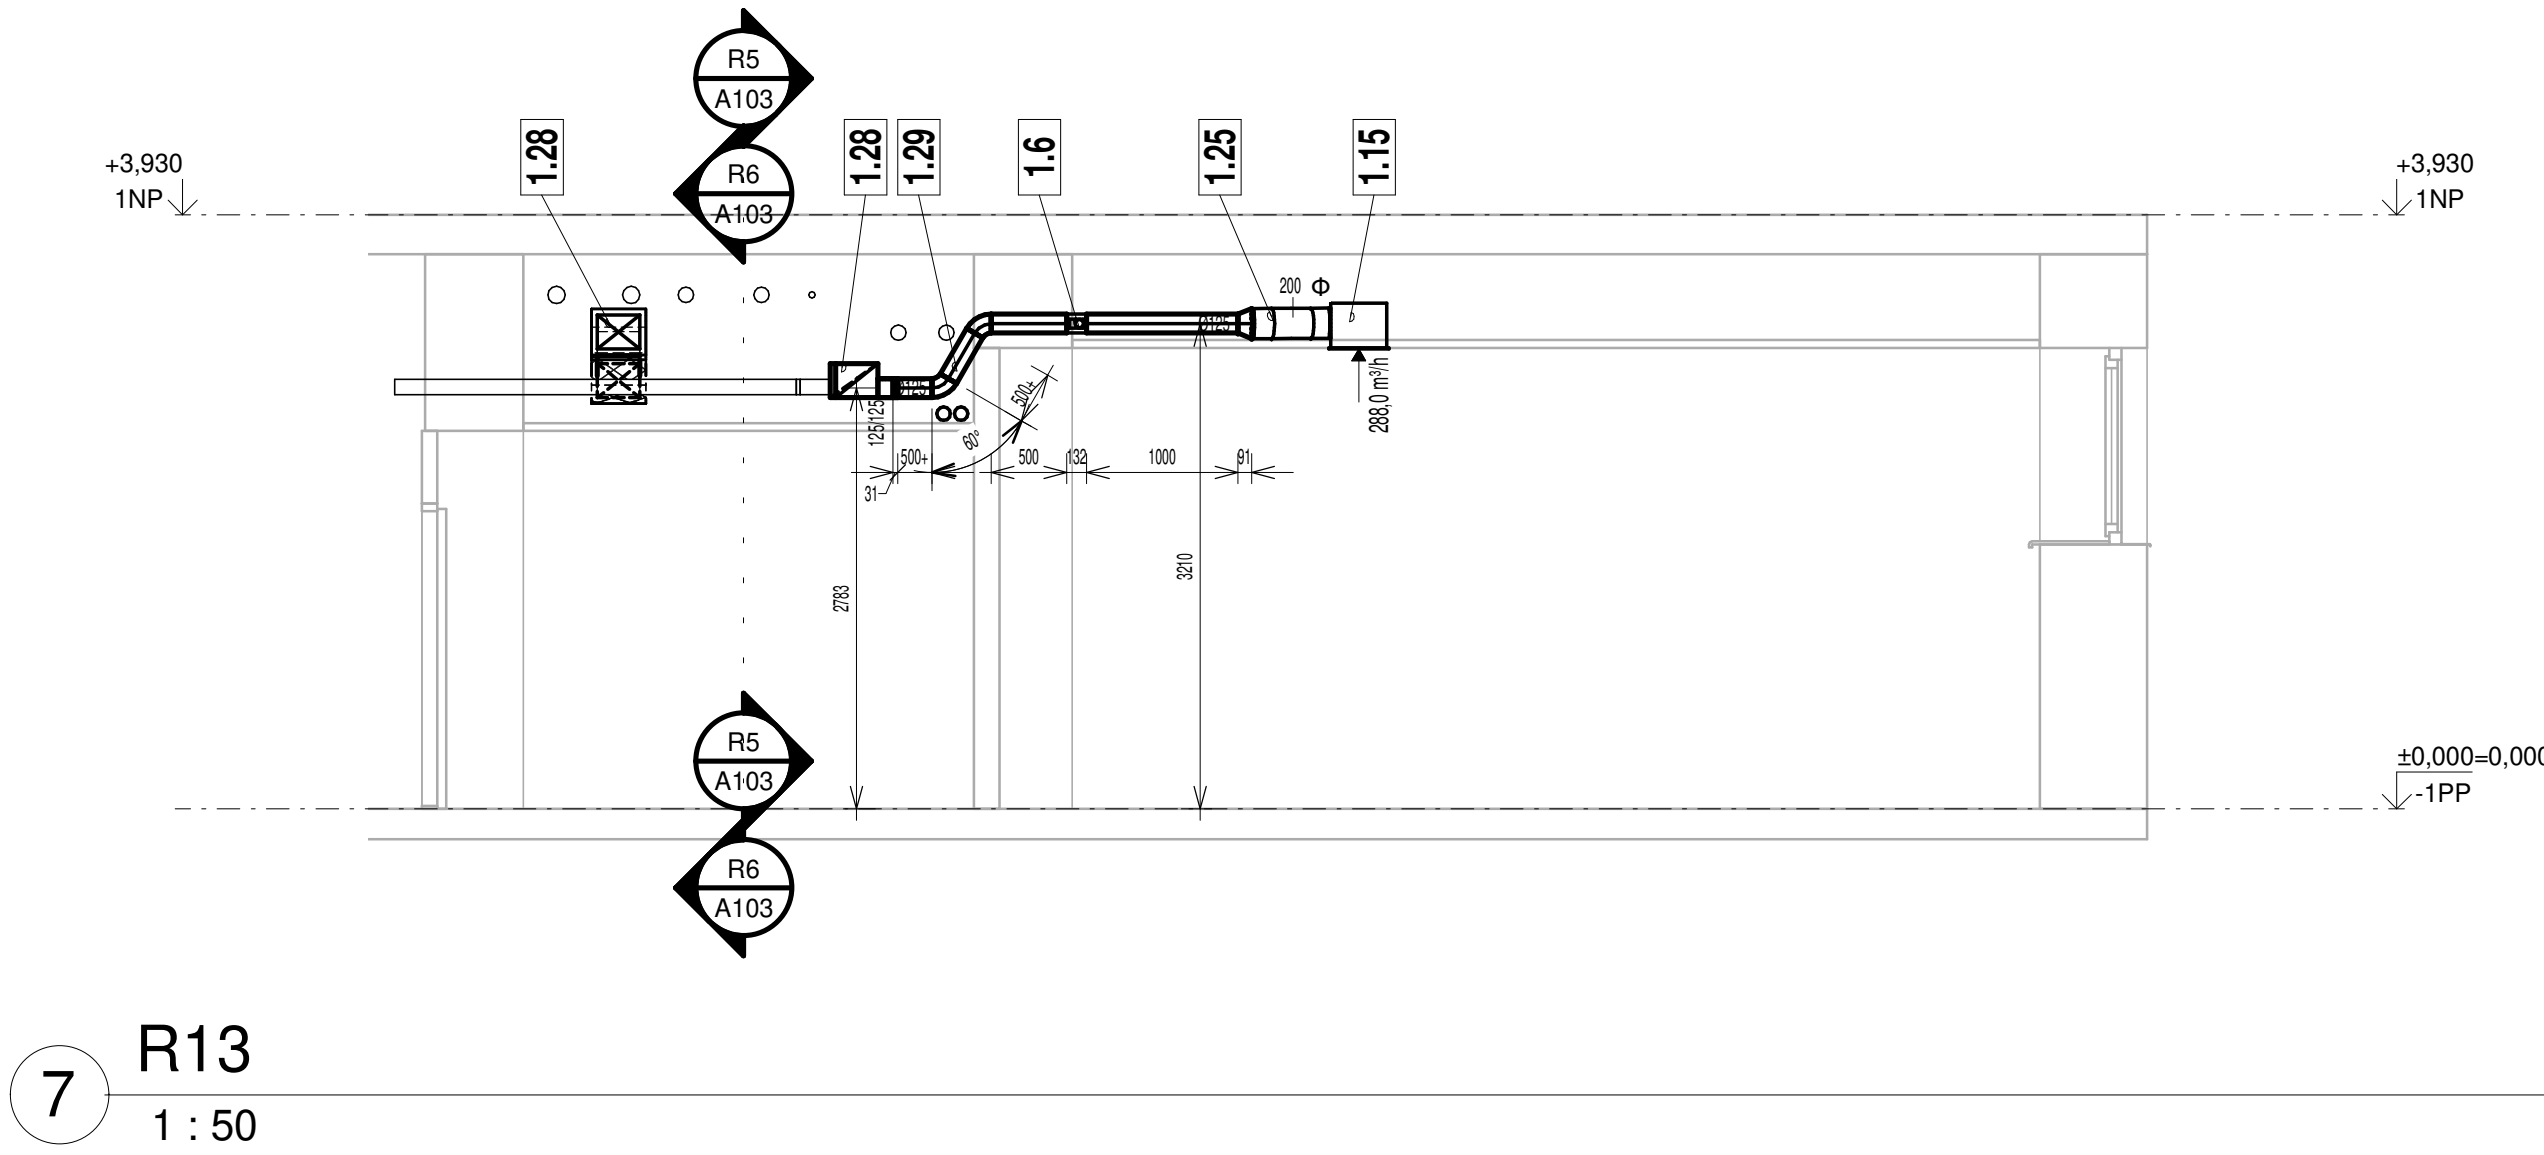 R5
A103
1.28
1.28
1.29
1.6
1.25
1.15
+3,930
1NP
R6
A103
+3,930
1NP
200 Φ
Ø125
Ø125
288,0 m³/h
125/125
500+
60°
500+
500
132
1000
91
31
2783
3210
R5
A103
±0,000=0,000
-1PP
R6
A103
R13
7
1 : 50